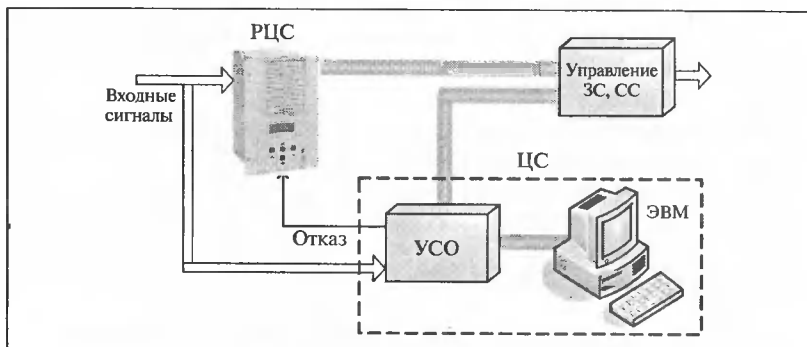 РЦС
Входные
сигналы
Управление
ЗС, СС
ЦС
Отказ
УСО
ЭВМ